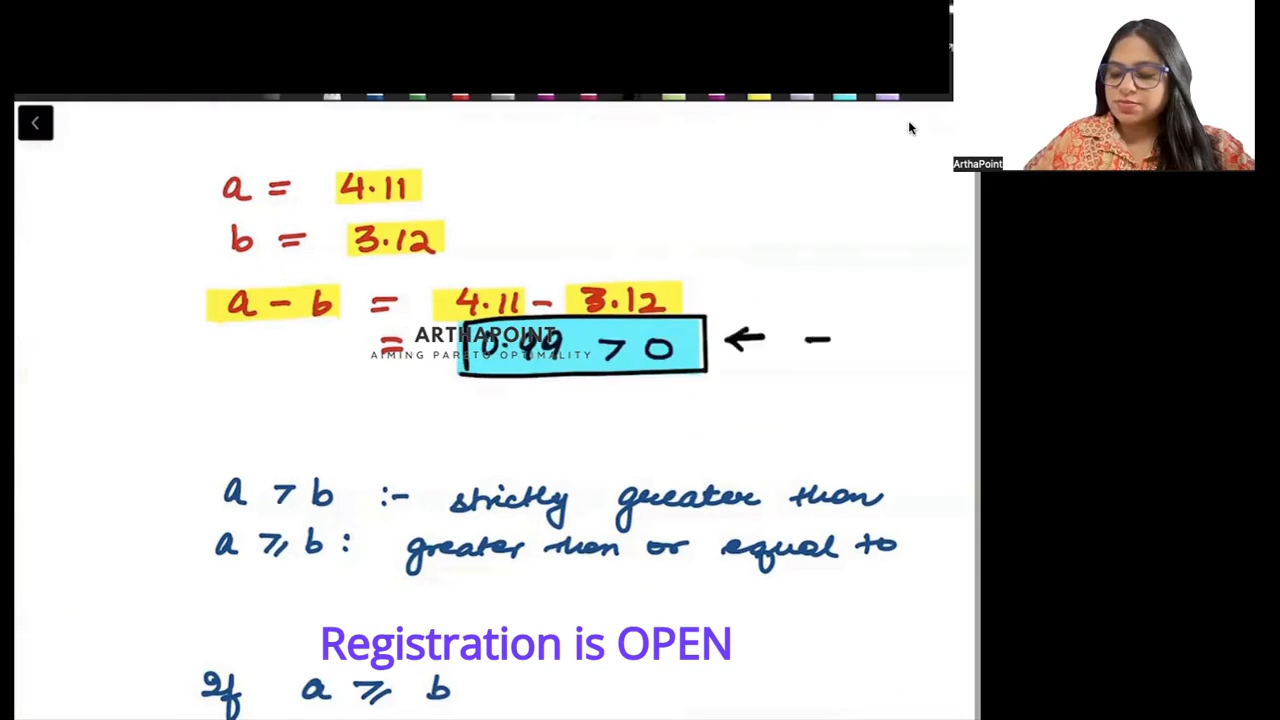 ArthaPoint
a = 4.11
b = 3.12
a - b = 4.11 - 3.12
= 0.99 > 0 ← -
ARTHAPOINT
AIMING PARETO OPTIMALITY
a > b :- strictly greater than
a ⩾ b : greater than or equal to
Registration is OPEN
If a ⩾ b